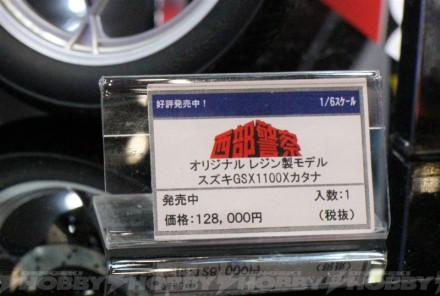 好評発売中！ 1/6スケール
西部警察
オリジナル レジン製モデル
スズキGSX1100Xカタナ
発売中 入数:1
価格:128,000円 (税抜)
HOBBY HOBBY HOBBY HOBBY